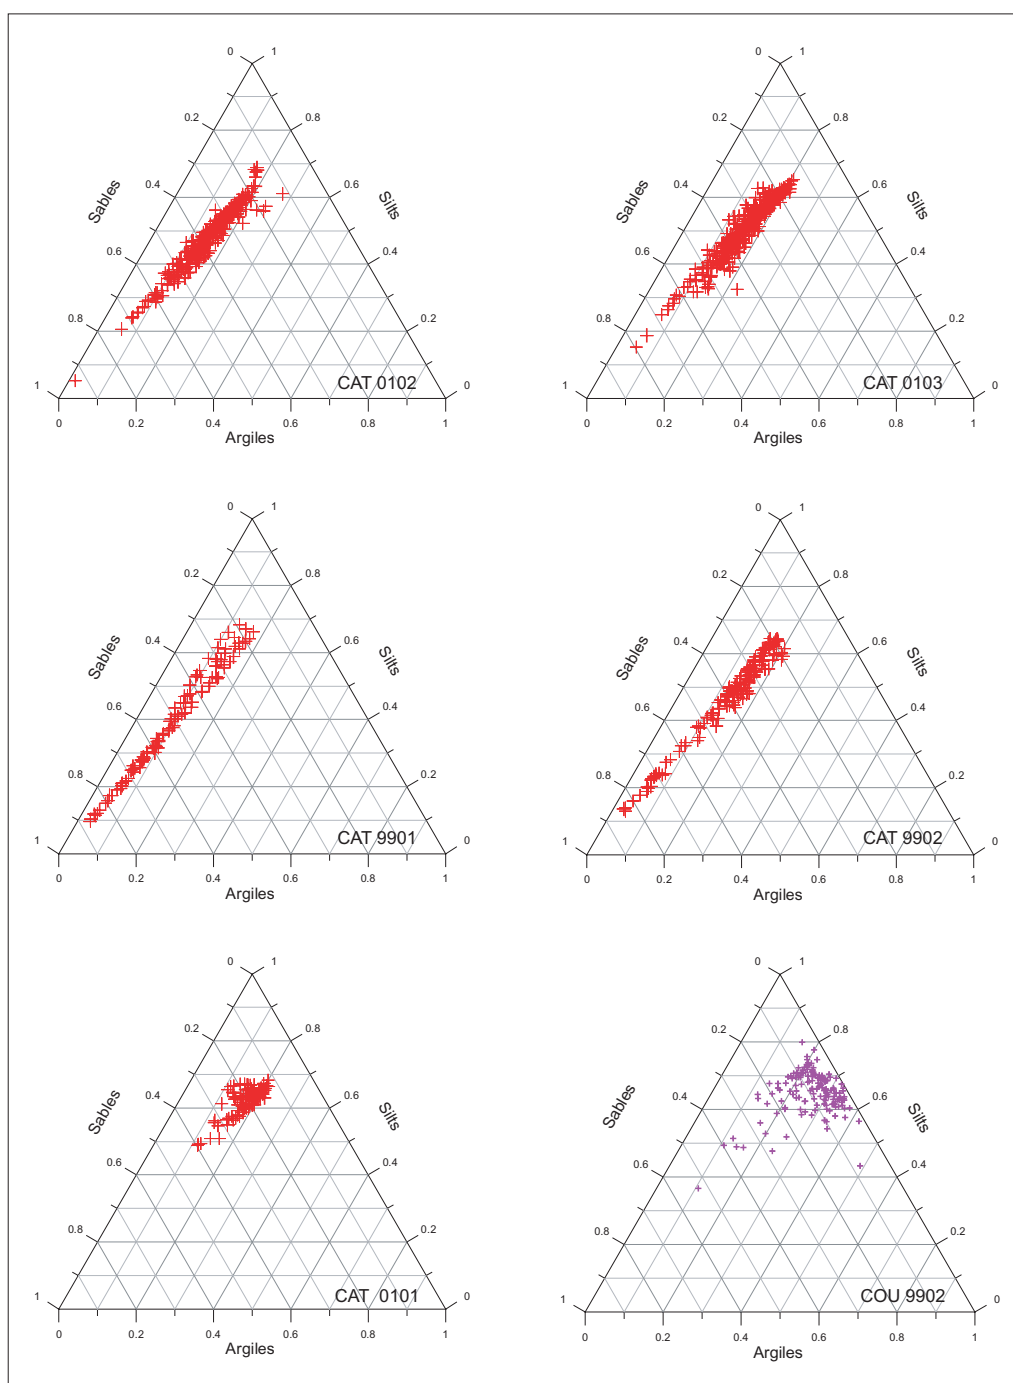 0 1 0 1
0.2 0.8 0.2 0.8
Sables 0.4 0.6 Silts Sables 0.4 0.6 Silts
0.6 0.4 0.6 0.4
0.8 0.2 0.8 0.2
1 CAT 0102 0 1 CAT 0103 0
0 0.2 0.4 0.6 0.8 1 0 0.2 0.4 0.6 0.8 1
Argiles Argiles
0 1 0 1
0.2 0.8 0.2 0.8
Sables 0.4 0.6 Silts Sables 0.4 0.6 Silts
0.6 0.4 0.6 0.4
0.8 0.2 0.8 0.2
1 CAT 9901 0 1 CAT 9902 0
0 0.2 0.4 0.6 0.8 1 0 0.2 0.4 0.6 0.8 1
Argiles Argiles
0 1 0 1
0.2 0.8 0.2 0.8
Sables 0.4 0.6 Silts Sables 0.4 0.6 Silts
0.6 0.4 0.6 0.4
0.8 0.2 0.8 0.2
1 CAT 0101 0 1 COU 9902 0
0 0.2 0.4 0.6 0.8 1 0 0.2 0.4 0.6 0.8 1
Argiles Argiles